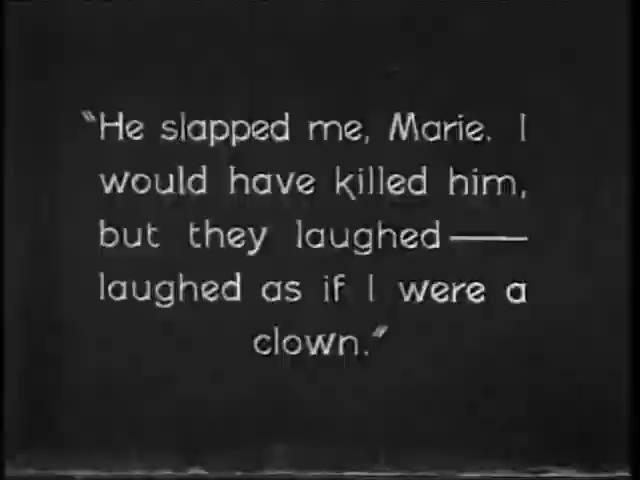 "He slapped me, Marie. I
would have killed him,
but they laughed——
laughed as if I were a
clown."